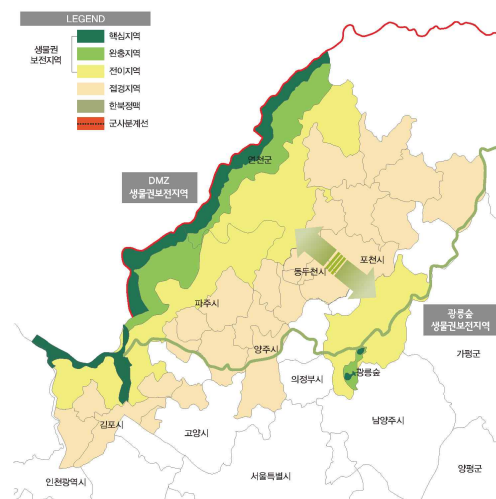 LEGEND
생물권
보전지역
핵심지역
완충지역
전이지역
접경지역
한북정맥
군사분계선
연천군
DMZ
생물권보전지역
동두천시
포천시
파주시
광릉숲
생물권보전지역
양주시
가평군
의정부시
광릉숲
김포시
고양시
남양주시
인천광역시
서울특별시
양평군